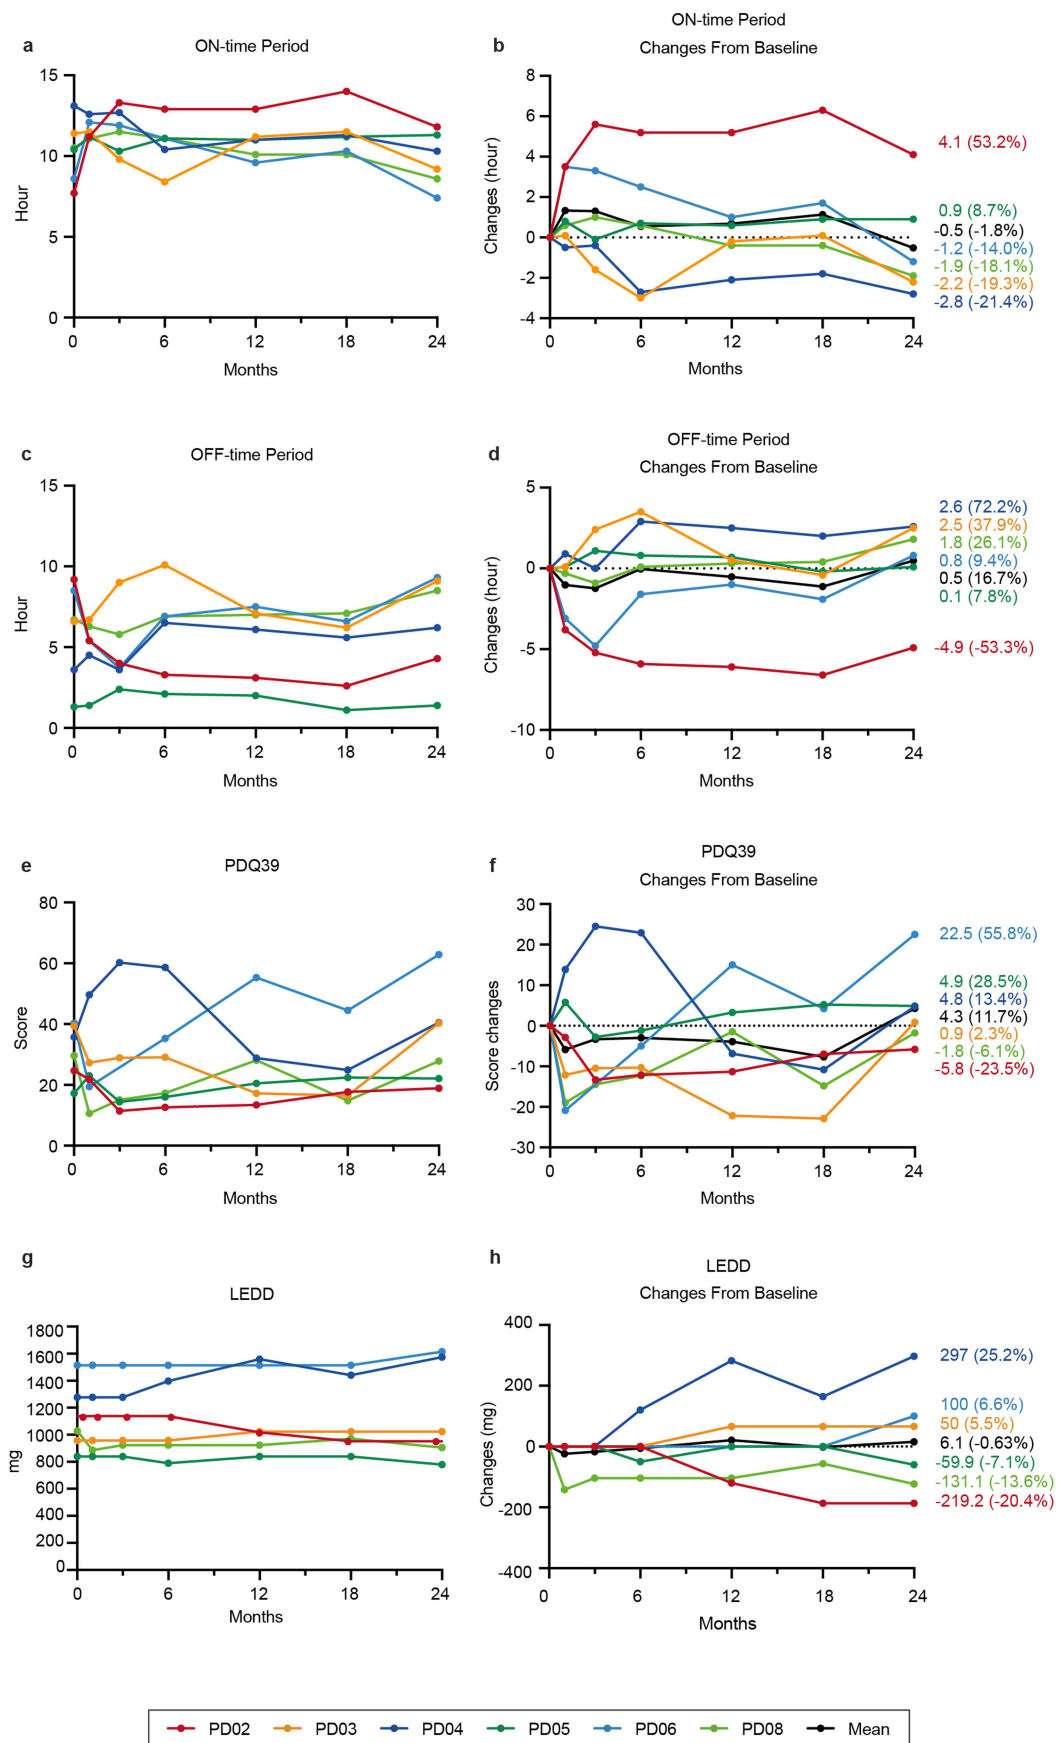 a
ON-time Period
15
10
5
0
Hour
0 6 12 18 24
Months
b
ON-time Period
Changes From Baseline
8
6
4
2
0
-2
-4
Changes (hour)
0 6 12 18 24
Months
4.1 (53.2%)
0.9 (8.7%)
-0.5 (-1.8%)
-1.2 (-14.0%)
-1.9 (-18.1%)
-2.2 (-19.3%)
-2.8 (-21.4%)
c
OFF-time Period
15
10
5
0
Hour
0 6 12 18 24
Months
d
OFF-time Period
Changes From Baseline
5
0
-5
-10
Changes (hour)
0 6 12 18 24
Months
2.6 (72.2%)
2.5 (37.9%)
1.8 (26.1%)
0.8 (9.4%)
0.5 (16.7%)
0.1 (7.8%)
-4.9 (-53.3%)
e
PDQ39
80
60
40
20
0
Score
0 6 12 18 24
Months
f
PDQ39
Changes From Baseline
30
20
10
0
-10
-20
-30
Score changes
0 6 12 18 24
Months
22.5 (55.8%)
4.9 (28.5%)
4.8 (13.4%)
4.3 (11.7%)
0.9 (2.3%)
-1.8 (-6.1%)
-5.8 (-23.5%)
g
LEDD
1800
1600
1400
1200
1000
800
600
400
200
0
mg
0 6 12 18 24
Months
h
LEDD
Changes From Baseline
400
200
0
-200
-400
Changes (mg)
0 6 12 18 24
Months
297 (25.2%)
100 (6.6%)
50 (5.5%)
6.1 (-0.63%)
-59.9 (-7.1%)
-131.1 (-13.6%)
-219.2 (-20.4%)
PD02 PD03 PD04 PD05 PD06 PD08 Mean